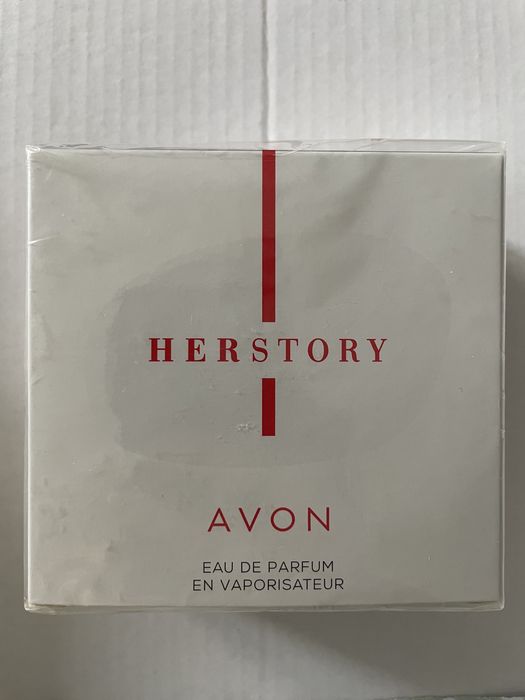 HERSTORY
AVON
EAU DE PARFUM
EN VAPORISATEUR